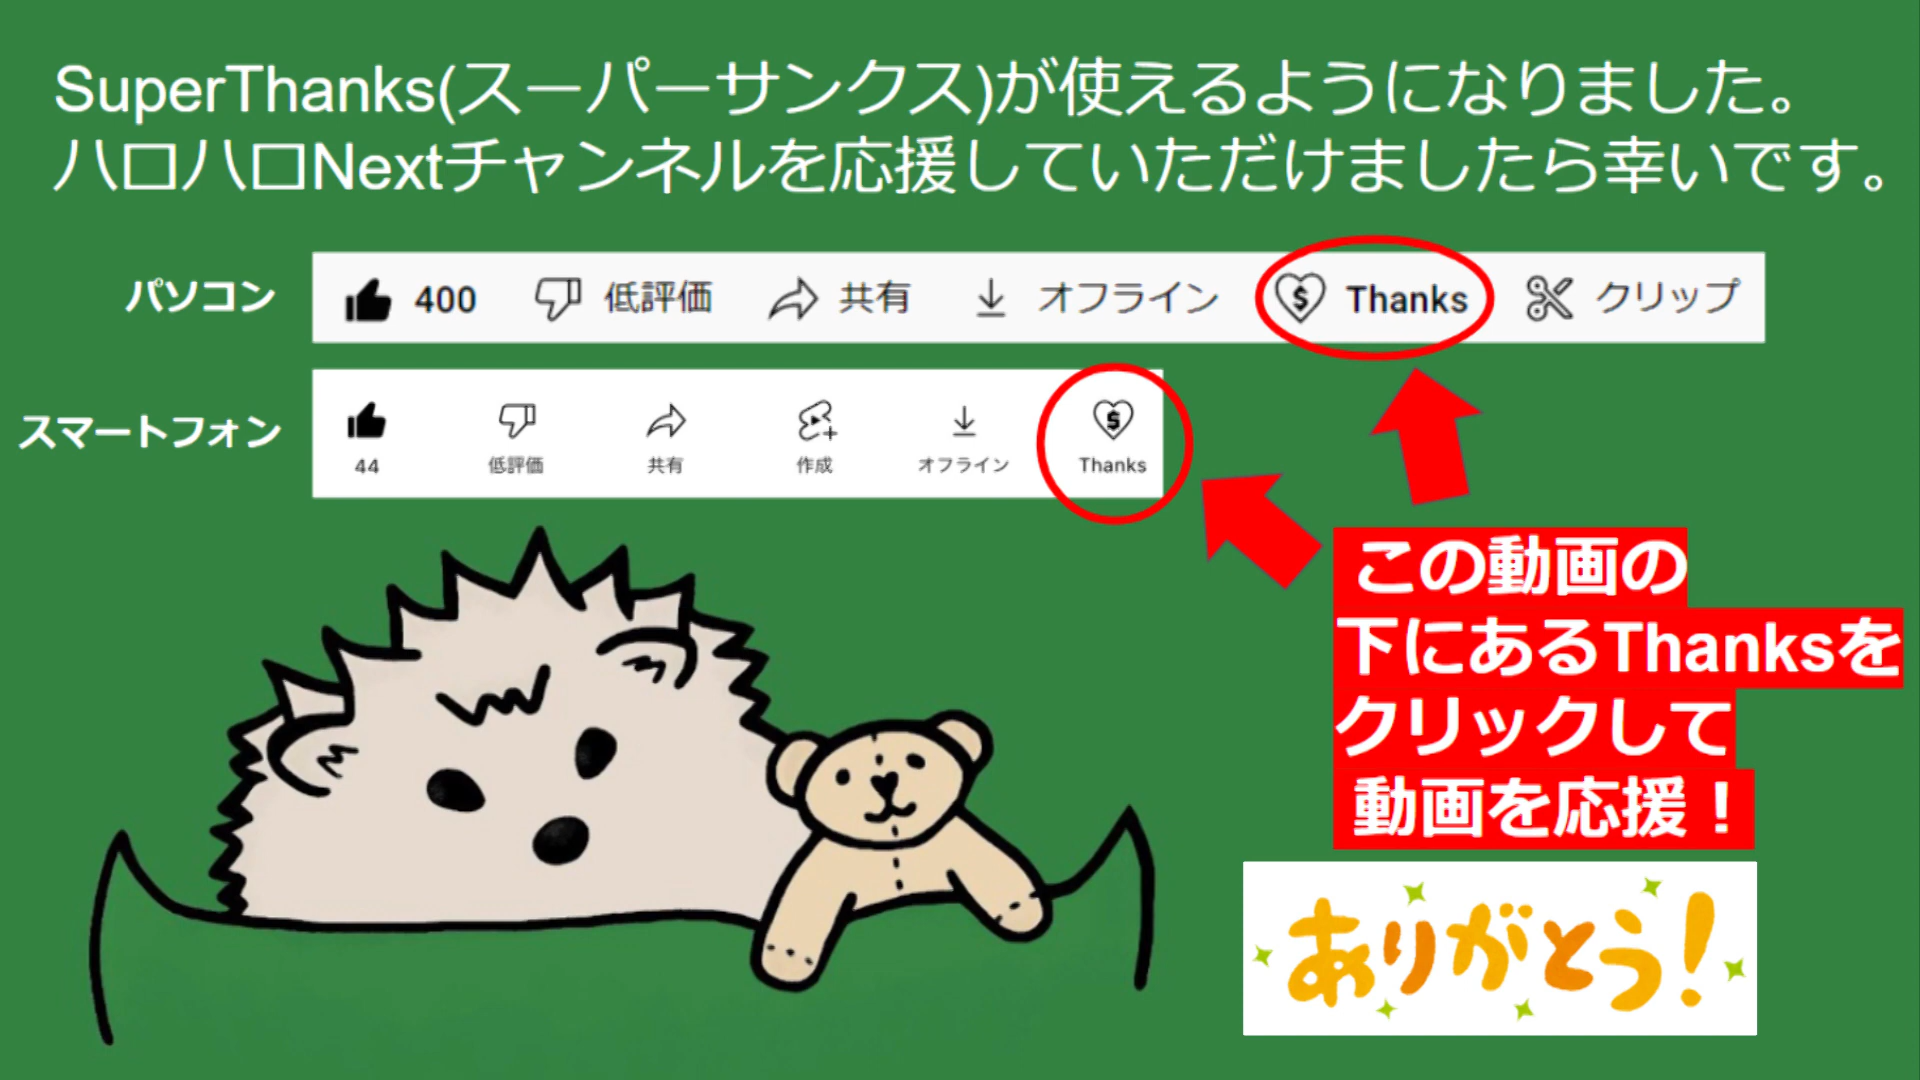 SuperThanks(スーパーサンクス)が使えるようになりました。
ハロハロNextチャンネルを応援していただけましたら幸いです。
パソコン
400 低評価 共有 オフライン Thanks クリップ
スマートフォン
44 低評価 共有 作成 オフライン Thanks
この動画の
下にあるThanksを
クリックして
動画を応援！
ありがとう!